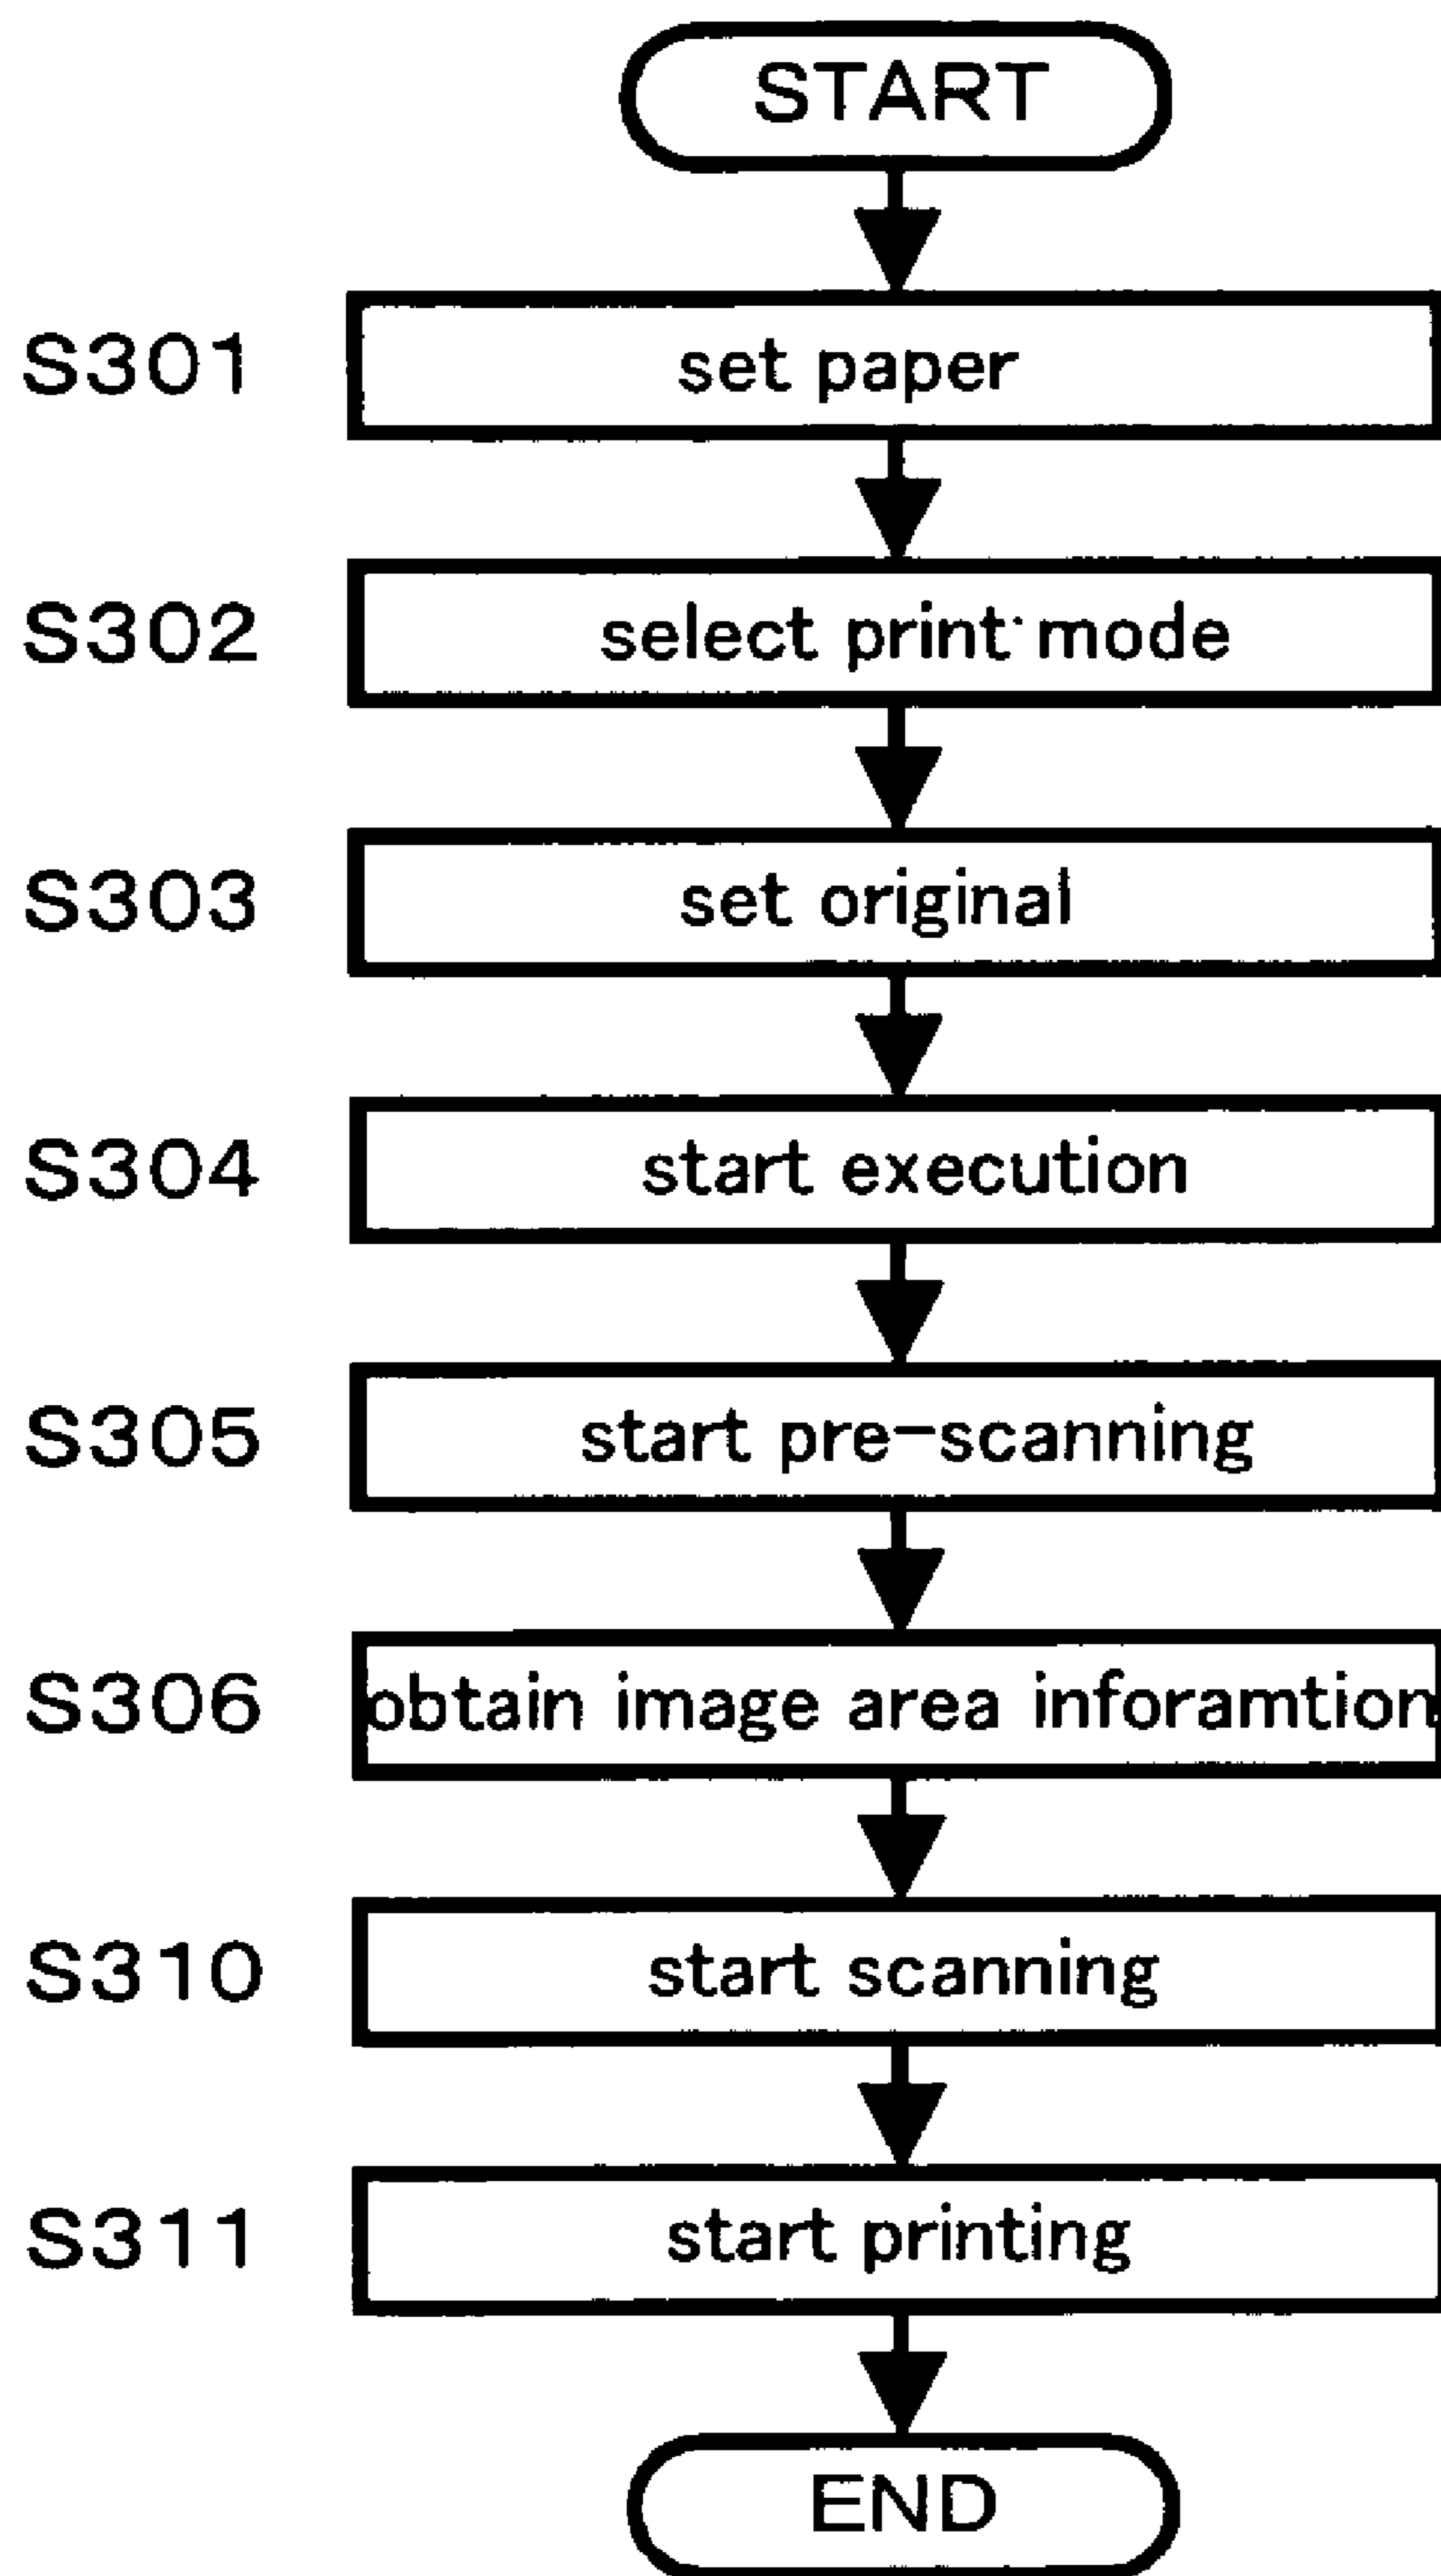 START
S301 set paper
S302 select print mode
S303 set original
S304 start execution
S305 start pre-scanning
S306 obtain image area inforamtion
S310 start scanning
S311 start printing
END